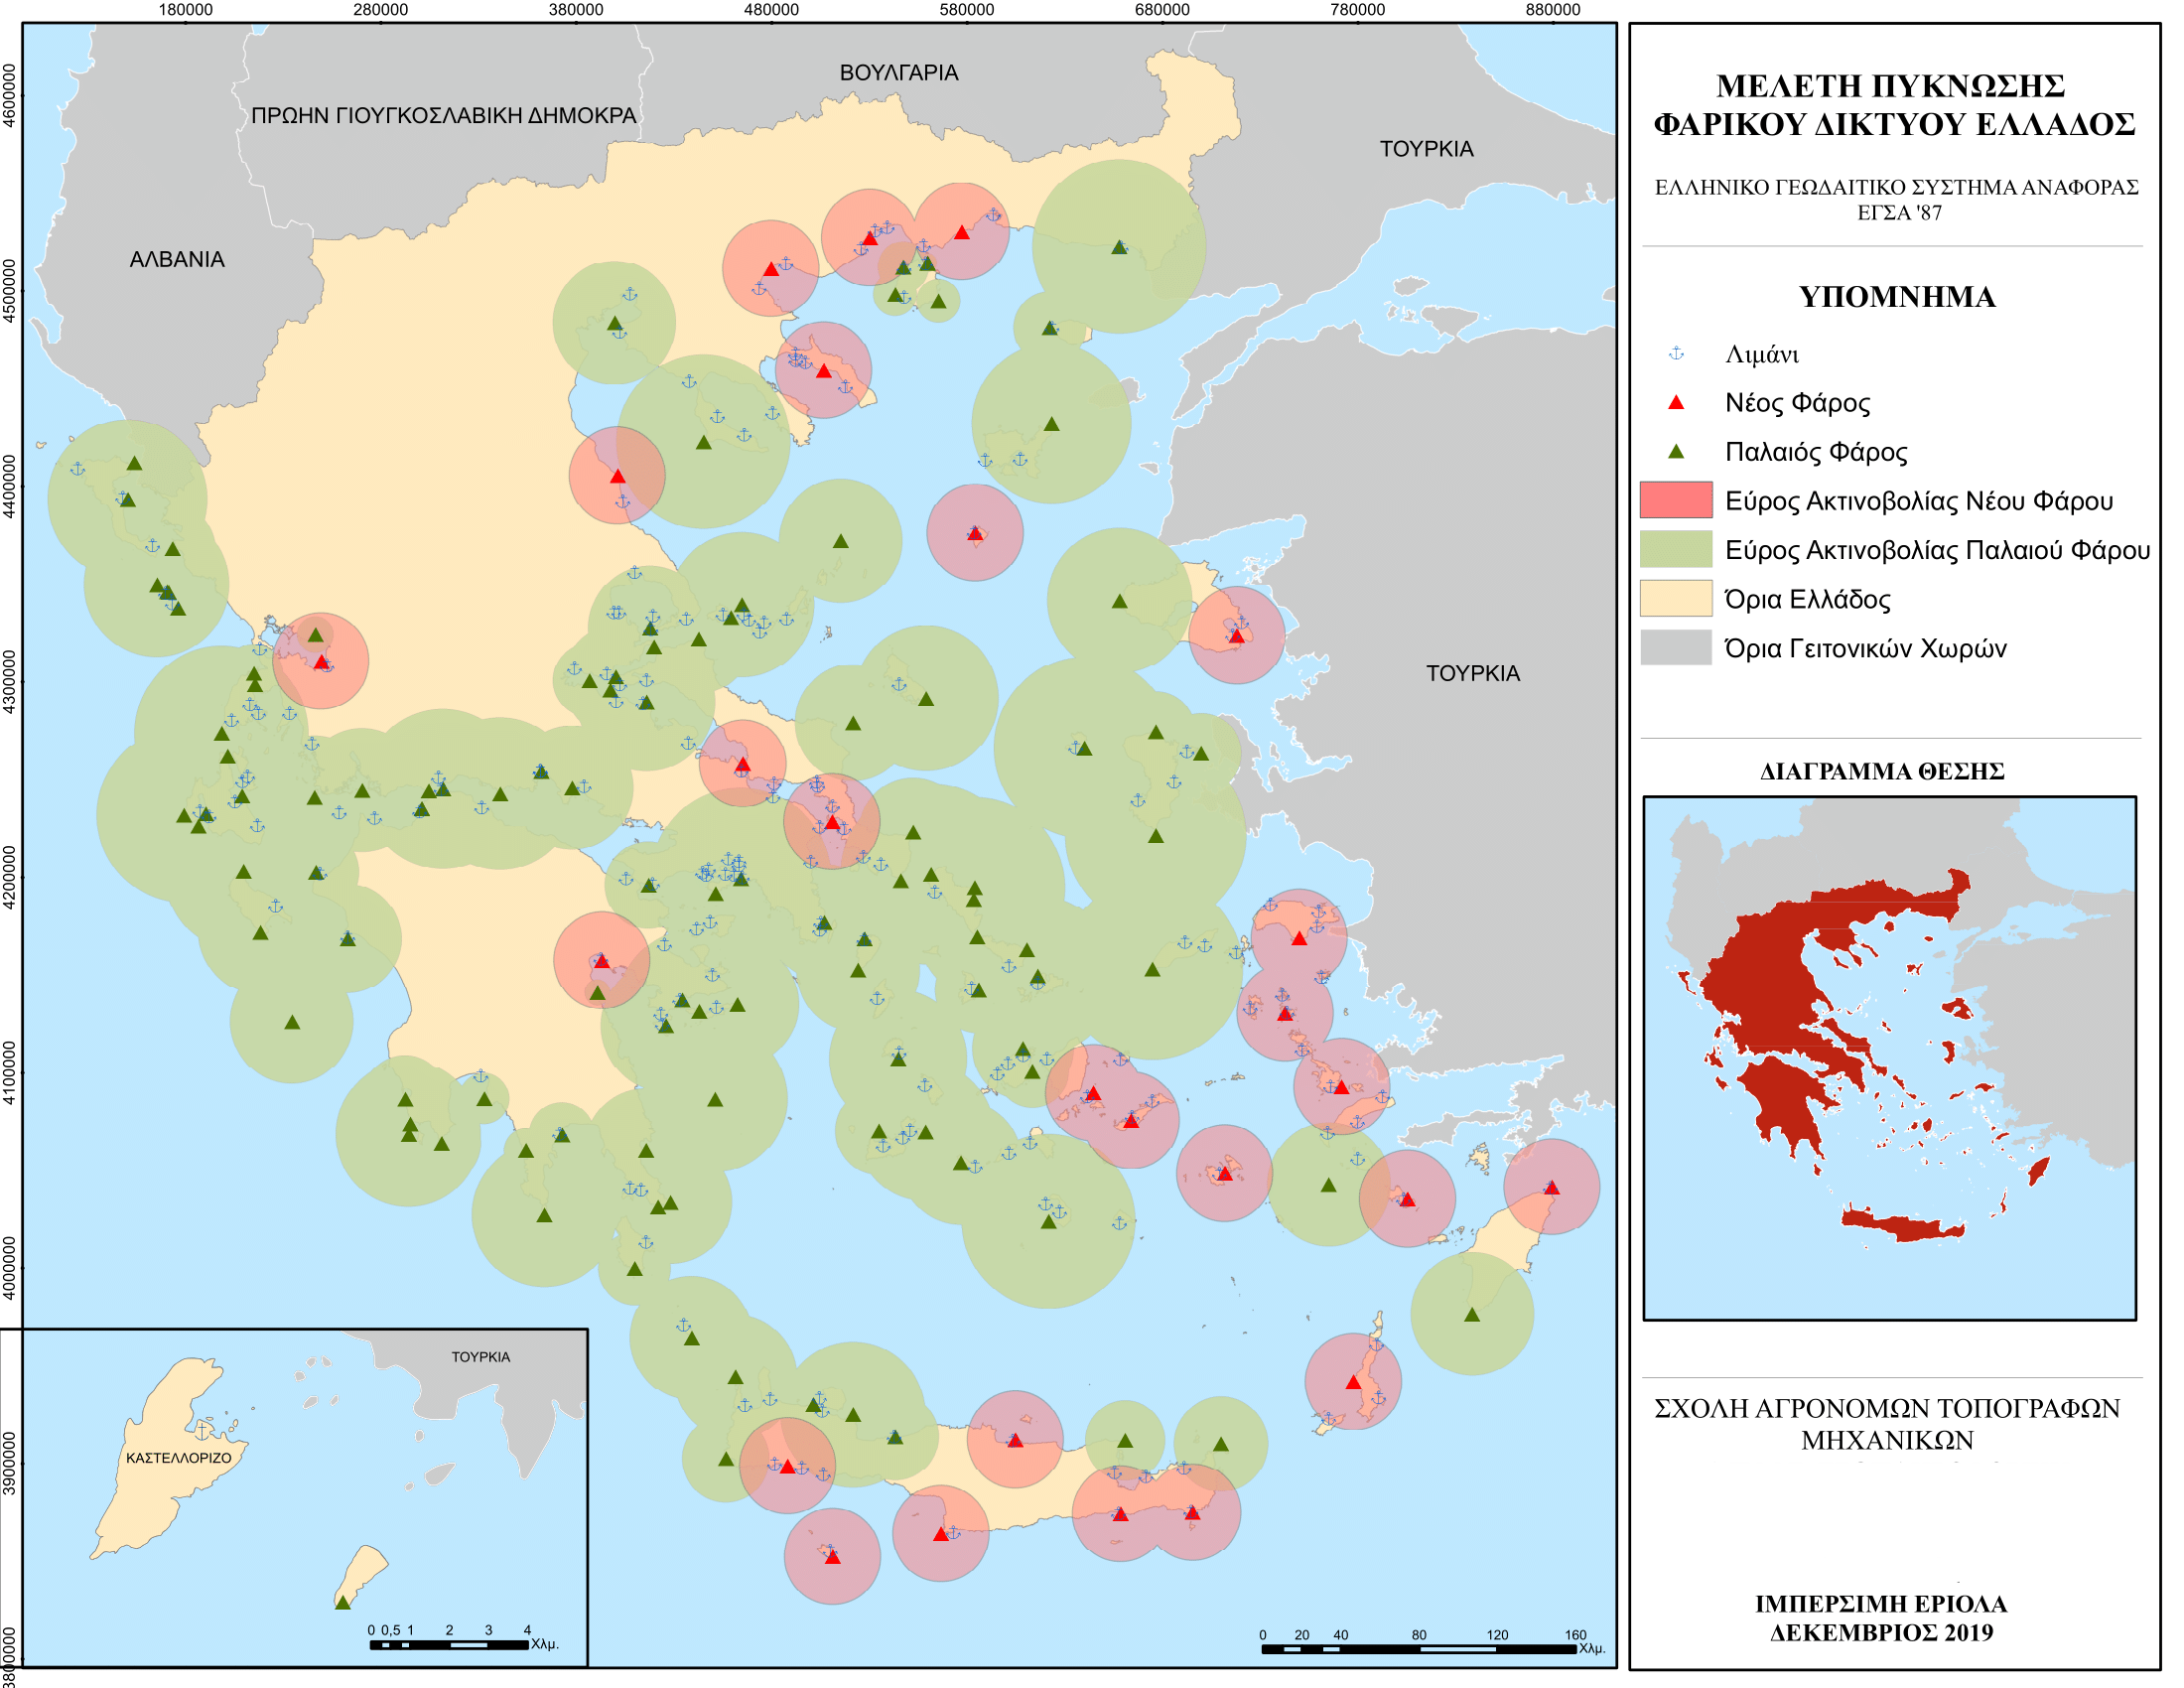 180000 280000 380000 480000 580000 680000 780000 880000
4600000
4500000
4400000
4300000
4200000
4100000
4000000
3900000
3800000
ΒΟΥΛΓΑΡΙΑ
ΠΡΩΗΝ ΓΙΟΥΓΚΟΣΛΑΒΙΚΗ ΔΗΜΟΚΡΑ
ΤΟΥΡΚΙΑ
ΑΛΒΑΝΙΑ
ΤΟΥΡΚΙΑ
ΤΟΥΡΚΙΑ
ΚΑΣΤΕΛΛΟΡΙΖΟ
0 0,5 1 2 3 4
Χλμ.
0 20 40 80 120 160
Χλμ.
ΜΕΛΕΤΗ ΠΥΚΝΩΣΗΣ
ΦΑΡΙΚΟΥ ΔΙΚΤΥΟΥ ΕΛΛΑΔΟΣ
ΕΛΛΗΝΙΚΟ ΓΕΩΔΑΙΤΙΚΟ ΣΥΣΤΗΜΑ ΑΝΑΦΟΡΑΣ
ΕΓΣΑ '87
ΥΠΟΜΝΗΜΑ
Λιμάνι
Νέος Φάρος
Παλαιός Φάρος
Εύρος Ακτινοβολίας Νέου Φάρου
Εύρος Ακτινοβολίας Παλαιού Φάρου
Όρια Ελλάδος
Όρια Γειτονικών Χωρών
ΔΙΑΓΡΑΜΜΑ ΘΕΣΗΣ
ΣΧΟΛΗ ΑΓΡΟΝΟΜΩΝ ΤΟΠΟΓΡΑΦΩΝ
ΜΗΧΑΝΙΚΩΝ
ΙΜΠΕΡΣΙΜΗ ΕΡΙΟΛΑ
ΔΕΚΕΜΒΡΙΟΣ 2019